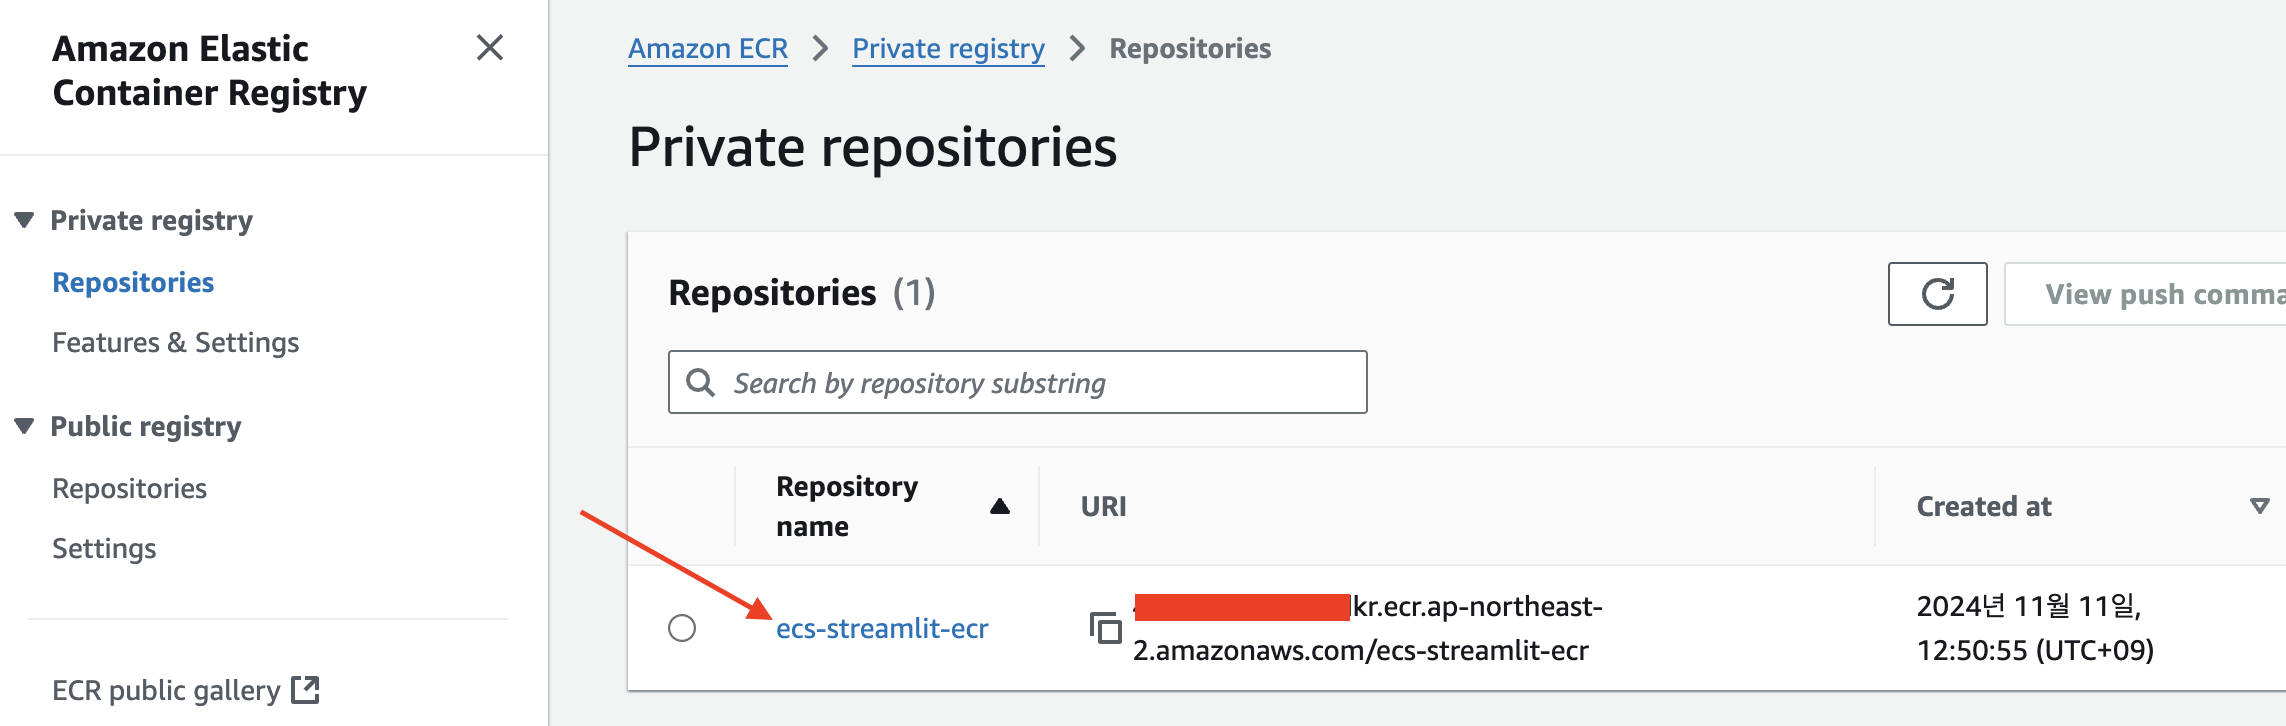 Amazon Elastic
Container Registry
Private registry
Repositories
Features & Settings
Public registry
Repositories
Settings
ECR public gallery
Amazon ECR > Private registry > Repositories
Private repositories
Repositories (1)
View push comma
Search by repository substring
Repository
name
URI
Created at
ecs-streamlit-ecr
kr.ecr.ap-northeast-
2.amazonaws.com/ecs-streamlit-ecr
2024년 11월 11일,
12:50:55 (UTC+09)